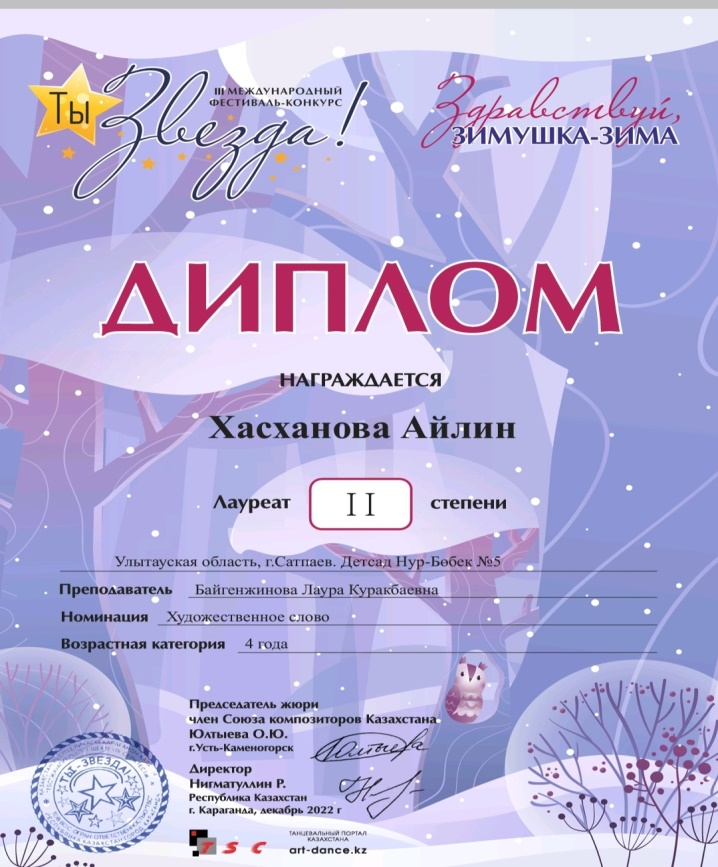 Ты Звезда!
III МЕЖДУНАРОДНЫЙ
ФЕСТИВАЛЬ-КОНКУРС
Здравствуй,
ЗИМУШКА-ЗИМА
ДИПЛОМ
НАГРАЖДАЕТСЯ
Хасханова Айлин
Лауреат II степени
Улытауская область, г.Сатпаев. Детсад Нур-Бөбек №5
Преподаватель Байгенжинова Лаура Куракбаевна
Номинация Художественное слово
Возрастная категория 4 года
Председатель жюри
член Союза композиторов Казахстана
Юлтыева О.Ю.
г.Усть-Каменогорск
Директор
Нигматуллин Р.
Республика Казахстан
г. Караганда, декабрь 2022 г
ТЫ - ЗВЕЗДА!
TSC
ТАНЦЕВАЛЬНЫЙ ПОРТАЛ
КАЗАХСТАНА
art-dance.kz